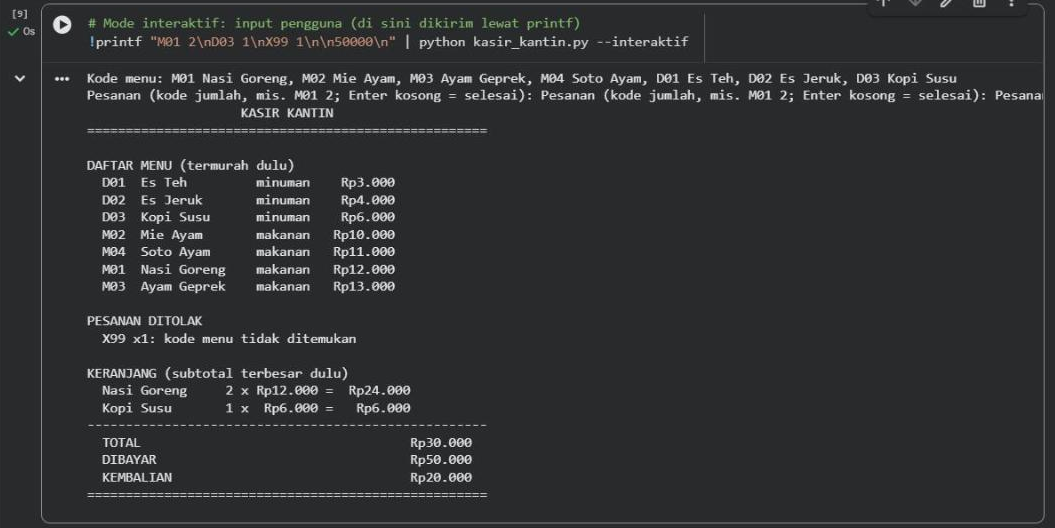 [9]
0s
# Mode interaktif: input pengguna (di sini dikirim lewat printf)
!printf "M01 2\nD03 1\nX99 1\n\n50000\n" | python kasir_kantin.py --interaktif
Kode menu: M01 Nasi Goreng, M02 Mie Ayam, M03 Ayam Geprek, M04 Soto Ayam, D01 Es Teh, D02 Es Jeruk, D03 Kopi Susu
Pesanan (kode jumlah, mis. M01 2; Enter kosong = selesai): Pesanan (kode jumlah, mis. M01 2; Enter kosong = selesai): Pesana
KASIR KANTIN
====================================================
DAFTAR MENU (termurah dulu)
D01 Es Teh minuman Rp3.000
D02 Es Jeruk minuman Rp4.000
D03 Kopi Susu minuman Rp6.000
M02 Mie Ayam makanan Rp10.000
M04 Soto Ayam makanan Rp11.000
M01 Nasi Goreng makanan Rp12.000
M03 Ayam Geprek makanan Rp13.000
PESANAN DITOLAK
X99 x1: kode menu tidak ditemukan
KERANJANG (subtotal terbesar dulu)
Nasi Goreng 2 x Rp12.000 = Rp24.000
Kopi Susu 1 x Rp6.000 = Rp6.000
----------------------------------------------------
TOTAL Rp30.000
DIBAYAR Rp50.000
KEMBALIAN Rp20.000
====================================================